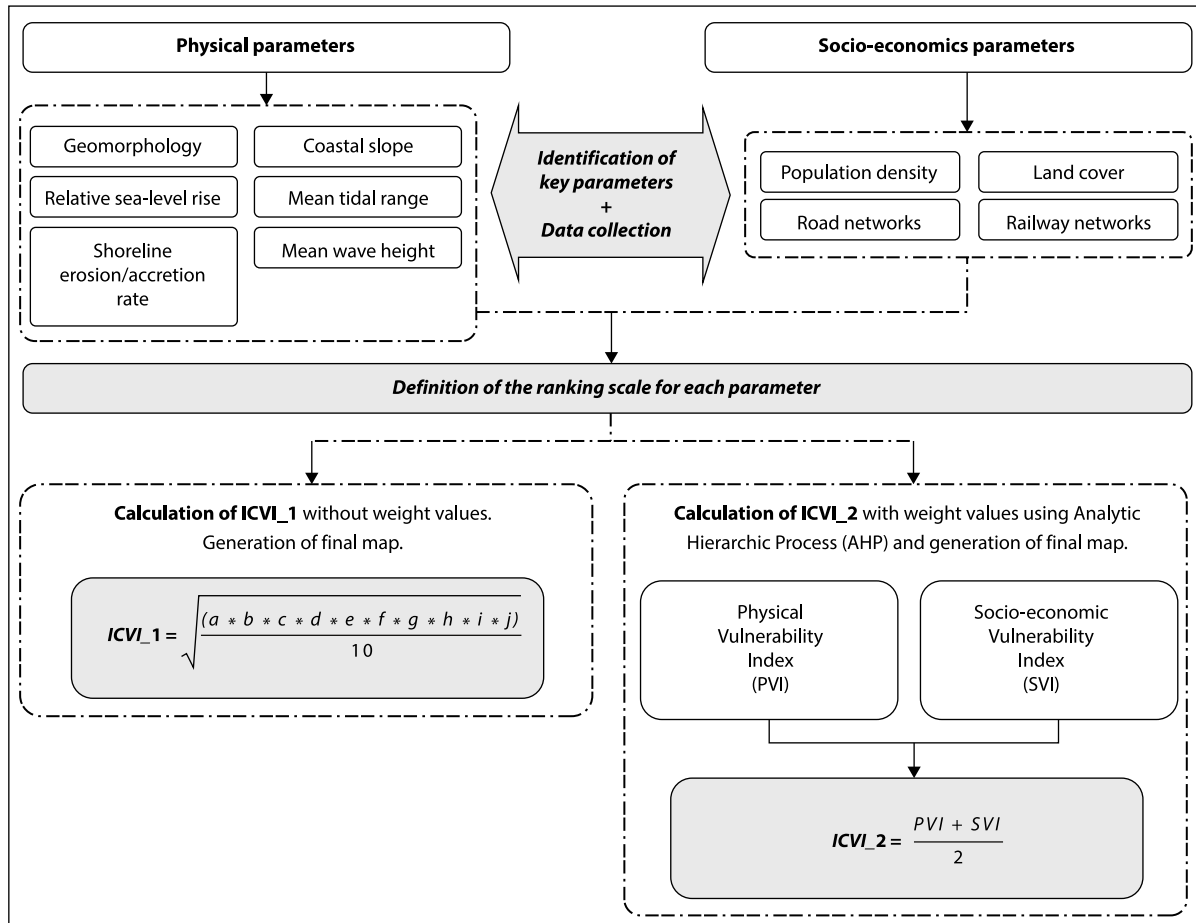 Physical parameters
Socio-economics parameters
Geomorphology
Coastal slope
Relative sea-level rise
Mean tidal range
Shoreline
erosion/accretion
rate
Mean wave height
Identification of
key parameters
+
Data collection
Population density
Land cover
Road networks
Railway networks
Definition of the ranking scale for each parameter
Calculation of ICVI_1 without weight values.
Generation of final map.
ICVI_1 = √((a * b * c * d * e * f * g * h * i * j)
10
Calculation of ICVI_2 with weight values using Analytic
Hierarchic Process (AHP) and generation of final map.
Physical
Vulnerability
Index
(PVI)
Socio-economic
Vulnerability
Index
(SVI)
ICVI_2 = PVI + SVI
2